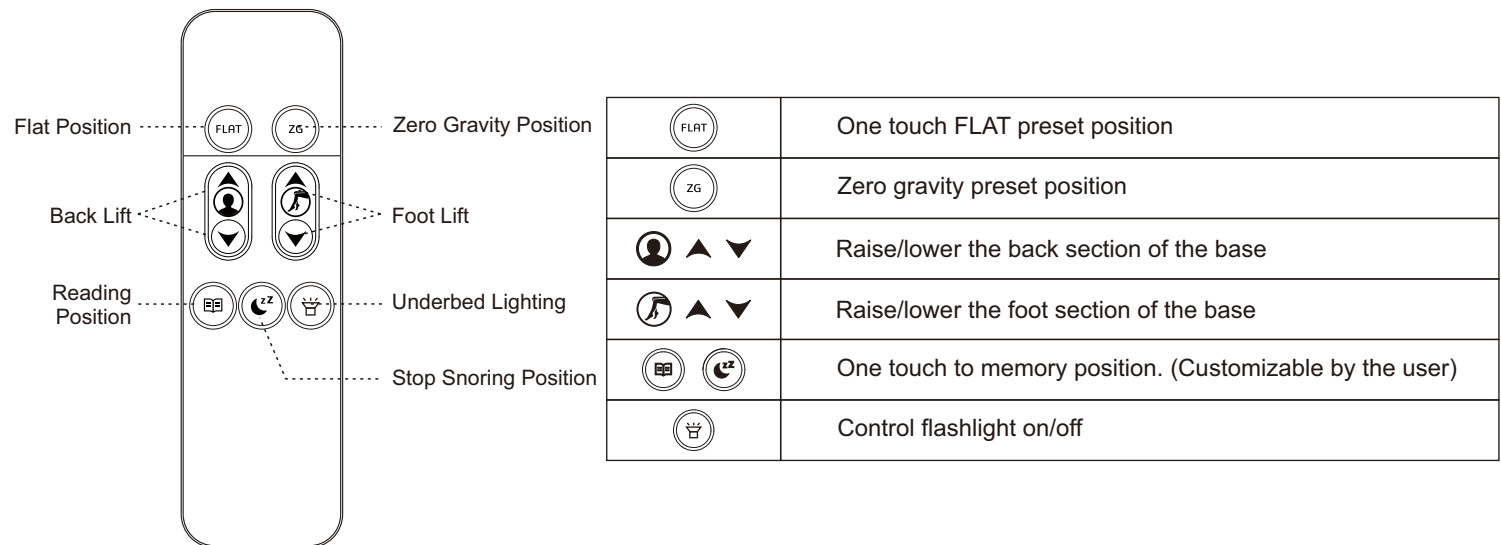 Flat Position
FLAT
ZG
Zero Gravity Position
Back Lift
Foot Lift
Reading
Position
zZ
Underbed Lighting
Stop Snoring Position
FLAT
One touch FLAT preset position
ZG
Zero gravity preset position
Raise/lower the back section of the base
Raise/lower the foot section of the base
zZ
One touch to memory position. (Customizable by the user)
Control flashlight on/off